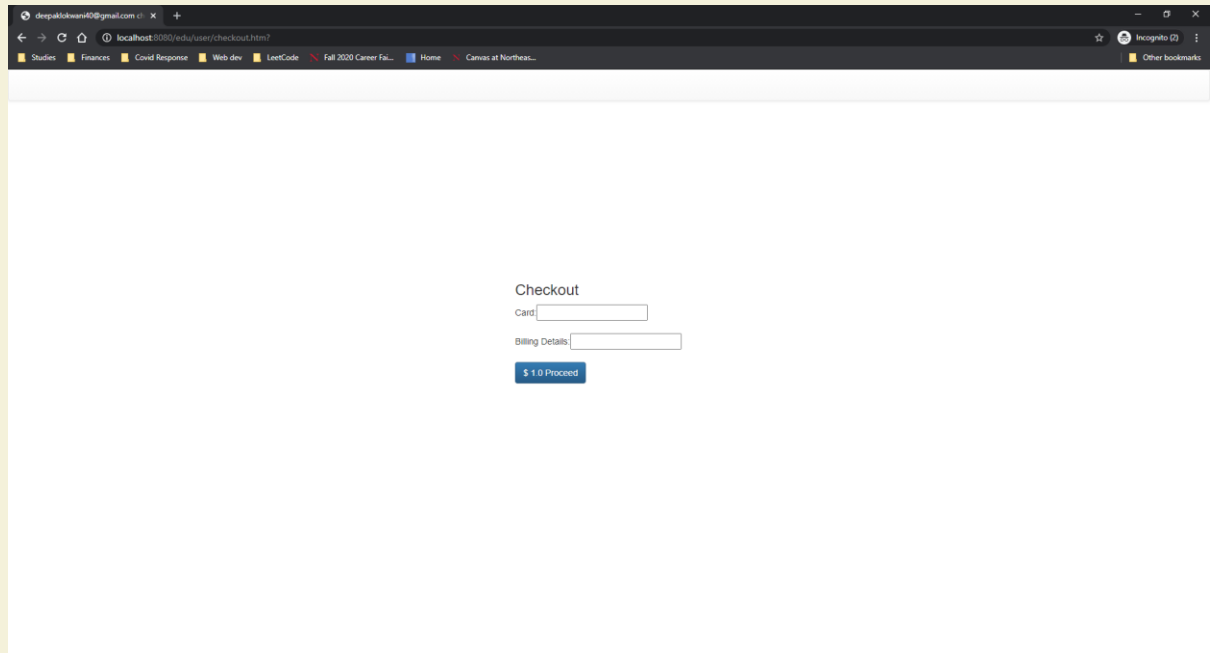 deepaklokwani40@gmail.com ch
localhost:8080/edu/user/checkout.htm?
Incognito (2)
Studies Finances Covid Response Web dev LeetCode Fall 2020 Career Fai... Home Canvas at Northeas... Other bookmarks
Checkout
Card:
Billing Details:
$ 1.0 Proceed